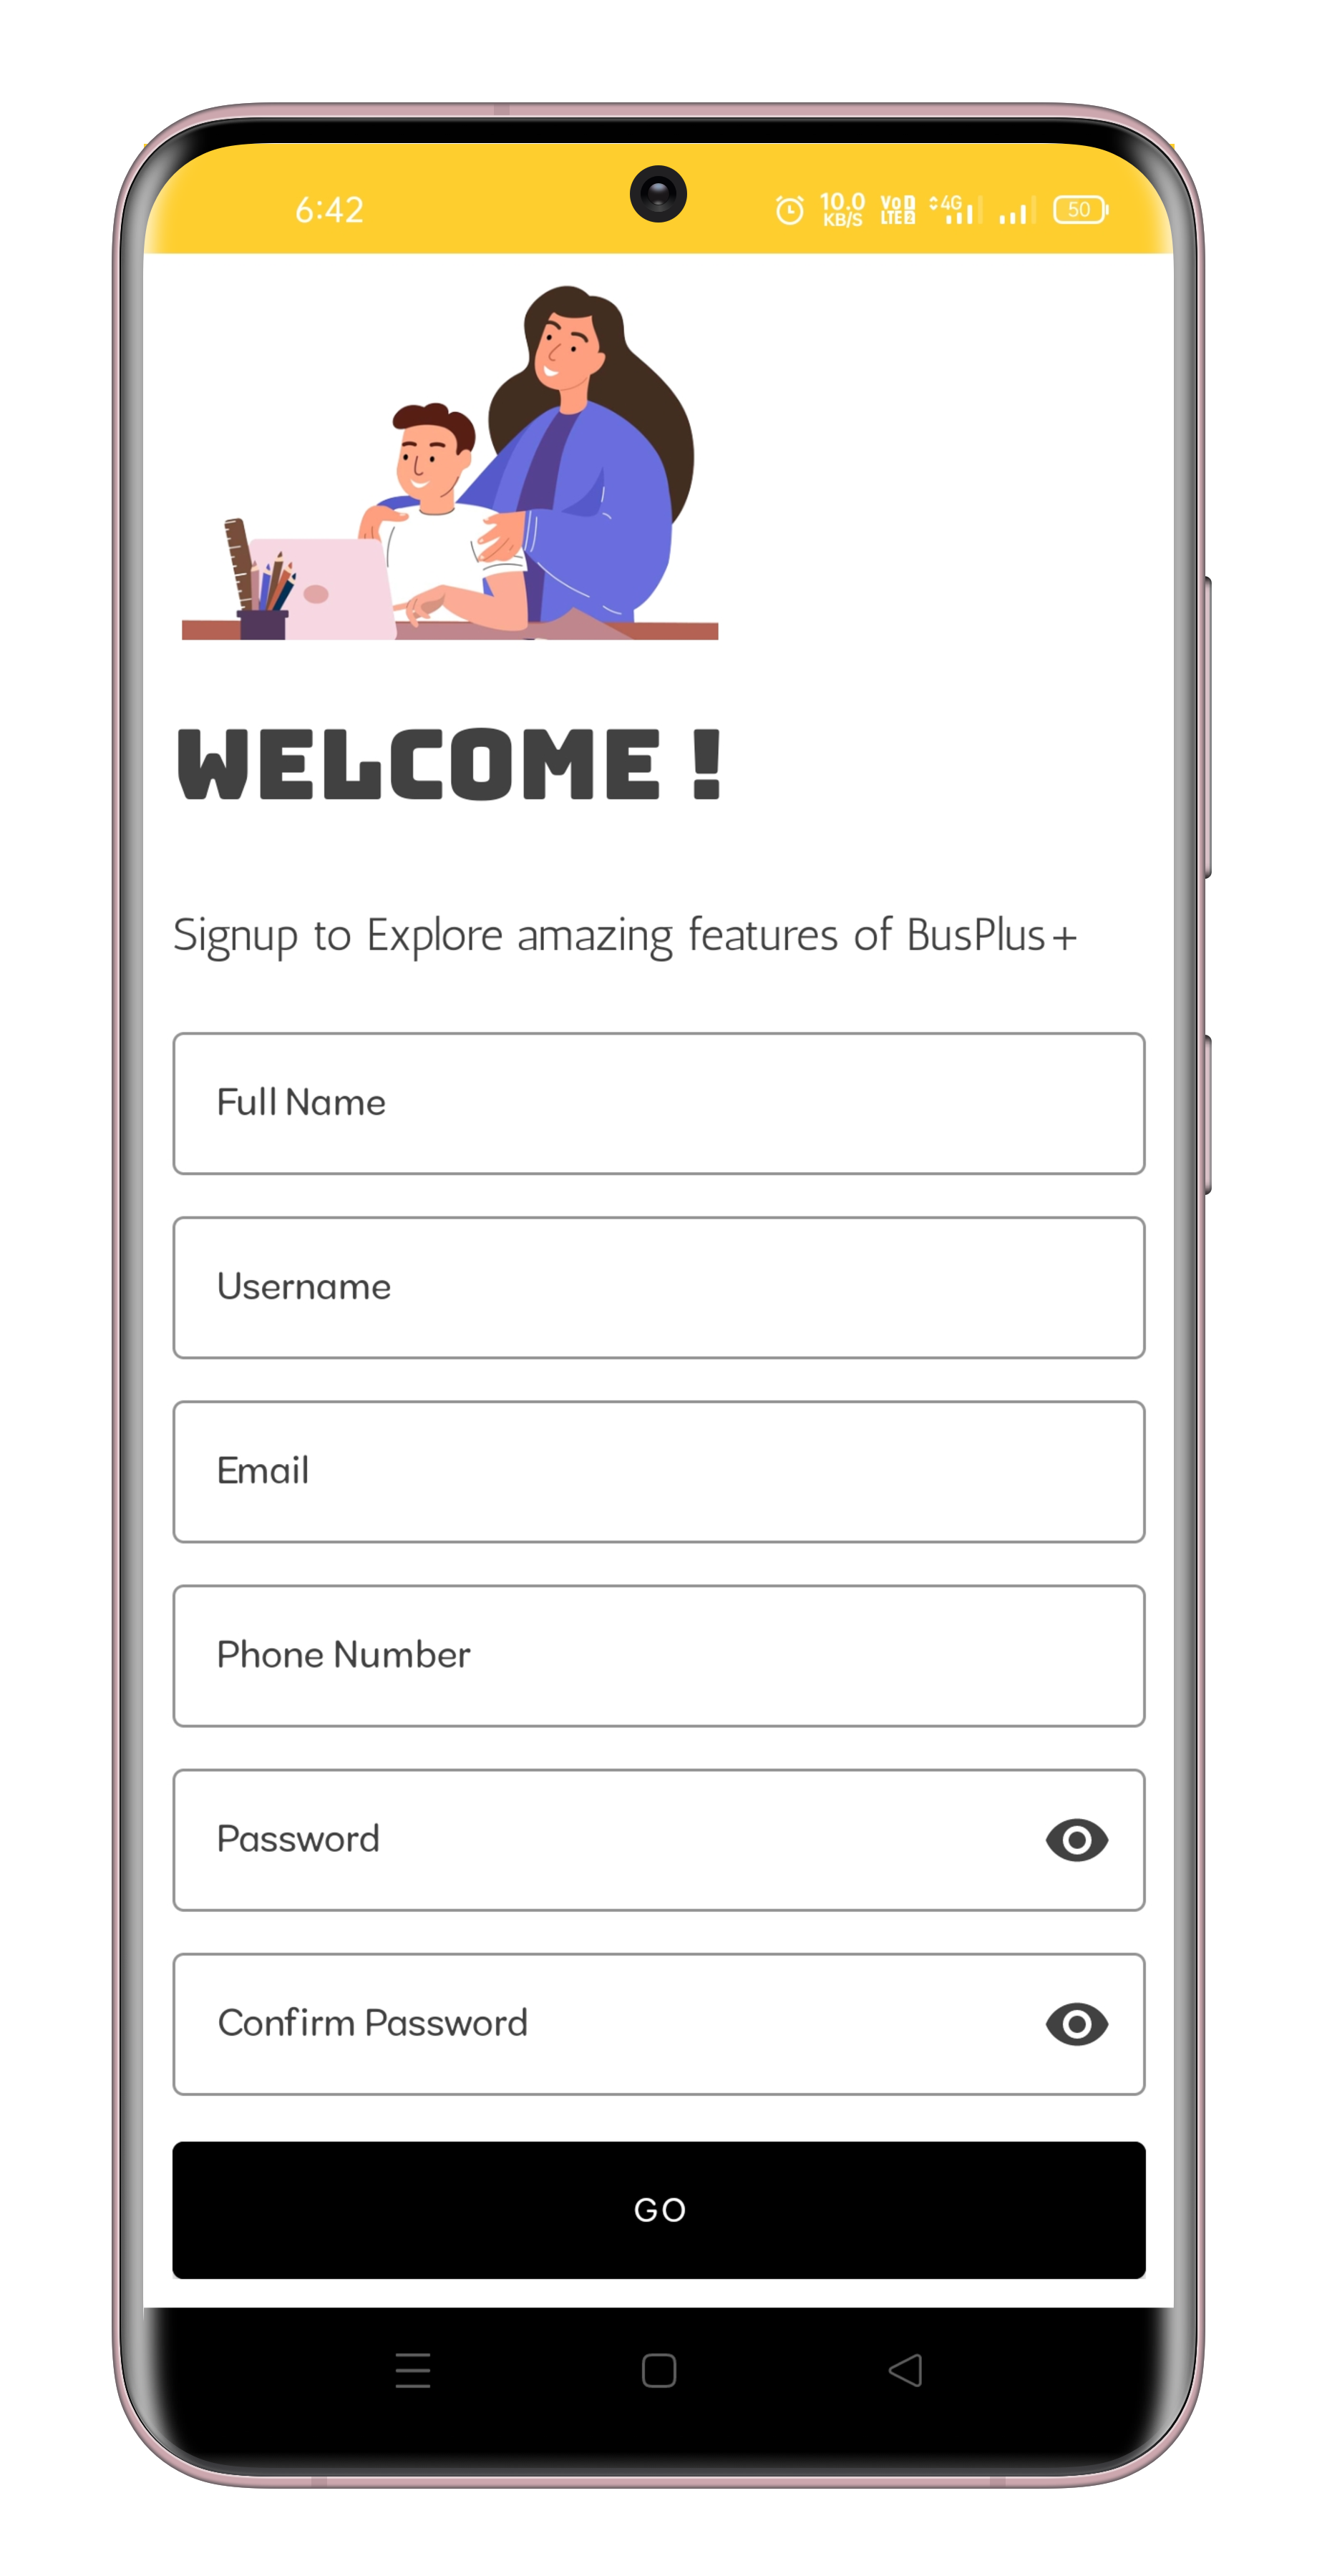 6:42
10.0
KB/S
Vo
LTE 2
4G
50
WELCOME !
Signup to Explore amazing features of BusPlus+
Full Name
Username
Email
Phone Number
Password
Confirm Password
GO